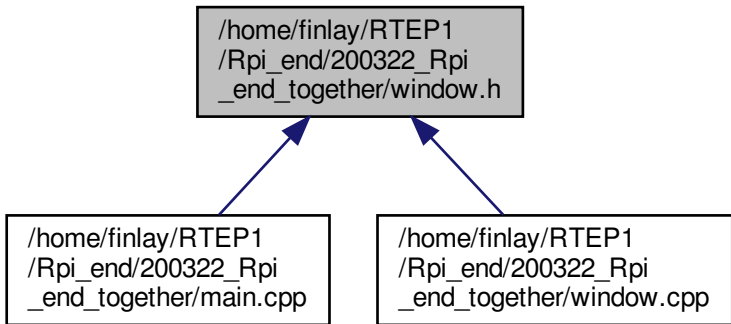 /home/finlay/RTEP1
/Rpi_end/200322_Rpi
_end_together/window.h
/home/finlay/RTEP1
/Rpi_end/200322_Rpi
_end_together/main.cpp
/home/finlay/RTEP1
/Rpi_end/200322_Rpi
_end_together/window.cpp